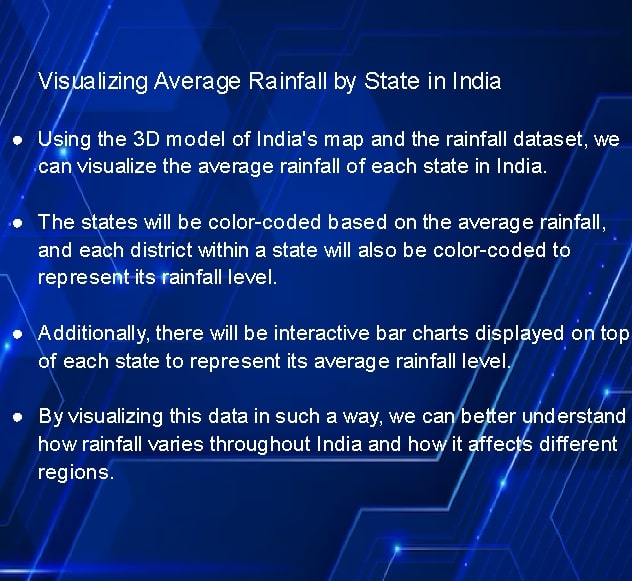 Visualizing Average Rainfall by State in India
● Using the 3D model of India's map and the rainfall dataset, we
can visualize the average rainfall of each state in India.
● The states will be color-coded based on the average rainfall,
and each district within a state will also be color-coded to
represent its rainfall level.
● Additionally, there will be interactive bar charts displayed on top
of each state to represent its average rainfall level.
● By visualizing this data in such a way, we can better understand
how rainfall varies throughout India and how it affects different
regions.